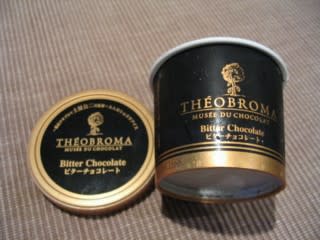 THÉOBROMA
MUSÉE DU CHOCOLAT
Bitter Chocolate
ビターチョコレート
THÉOBROMA
MUSÉE DU CHOCOLAT
Bitter Chocolate
ビターチョコレート